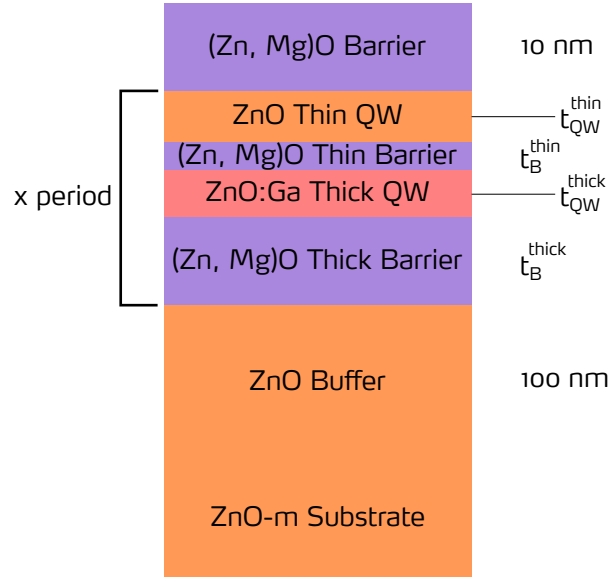 (Zn, Mg)O Barrier 10 nm
ZnO Thin QW t_QW^thin
(Zn, Mg)O Thin Barrier t_B^thin
x period ZnO:Ga Thick QW t_QW^thick
(Zn, Mg)O Thick Barrier t_B^thick
ZnO Buffer 100 nm
ZnO-m Substrate